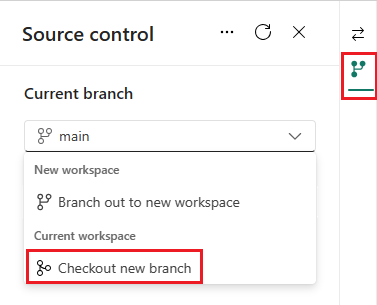 Source control
Current branch
main
New workspace
Branch out to new workspace
Current workspace
Checkout new branch